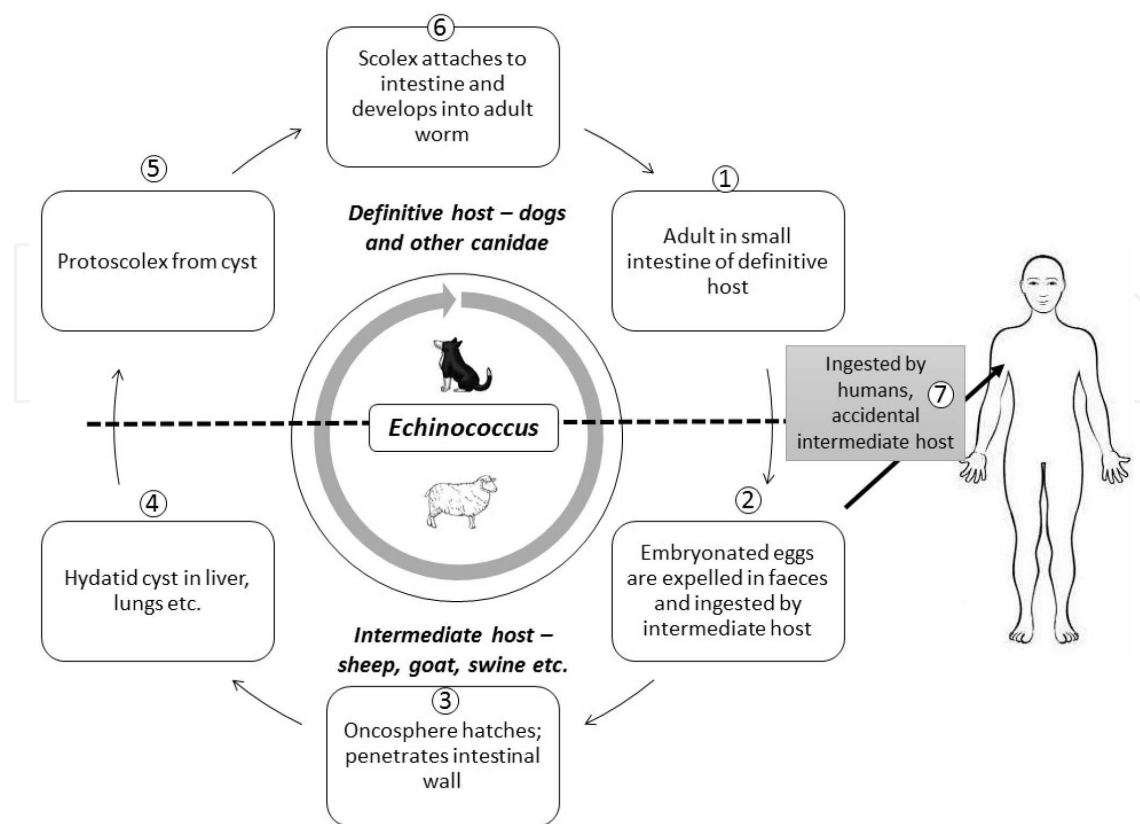 6
Scolex attaches to
intestine and
develops into adult
worm
5
Protoscolex from cyst
Definitive host – dogs
and other canidae
1
Adult in small
intestine of definitive
host
Ingested by
humans,
accidental
intermediate host
7
Echinococcus
4
Hydatid cyst in liver,
lungs etc.
2
Embryonated eggs
are expelled in faeces
and ingested by
intermediate host
Intermediate host –
sheep, goat, swine etc.
3
Oncosphere hatches;
penetrates intestinal
wall